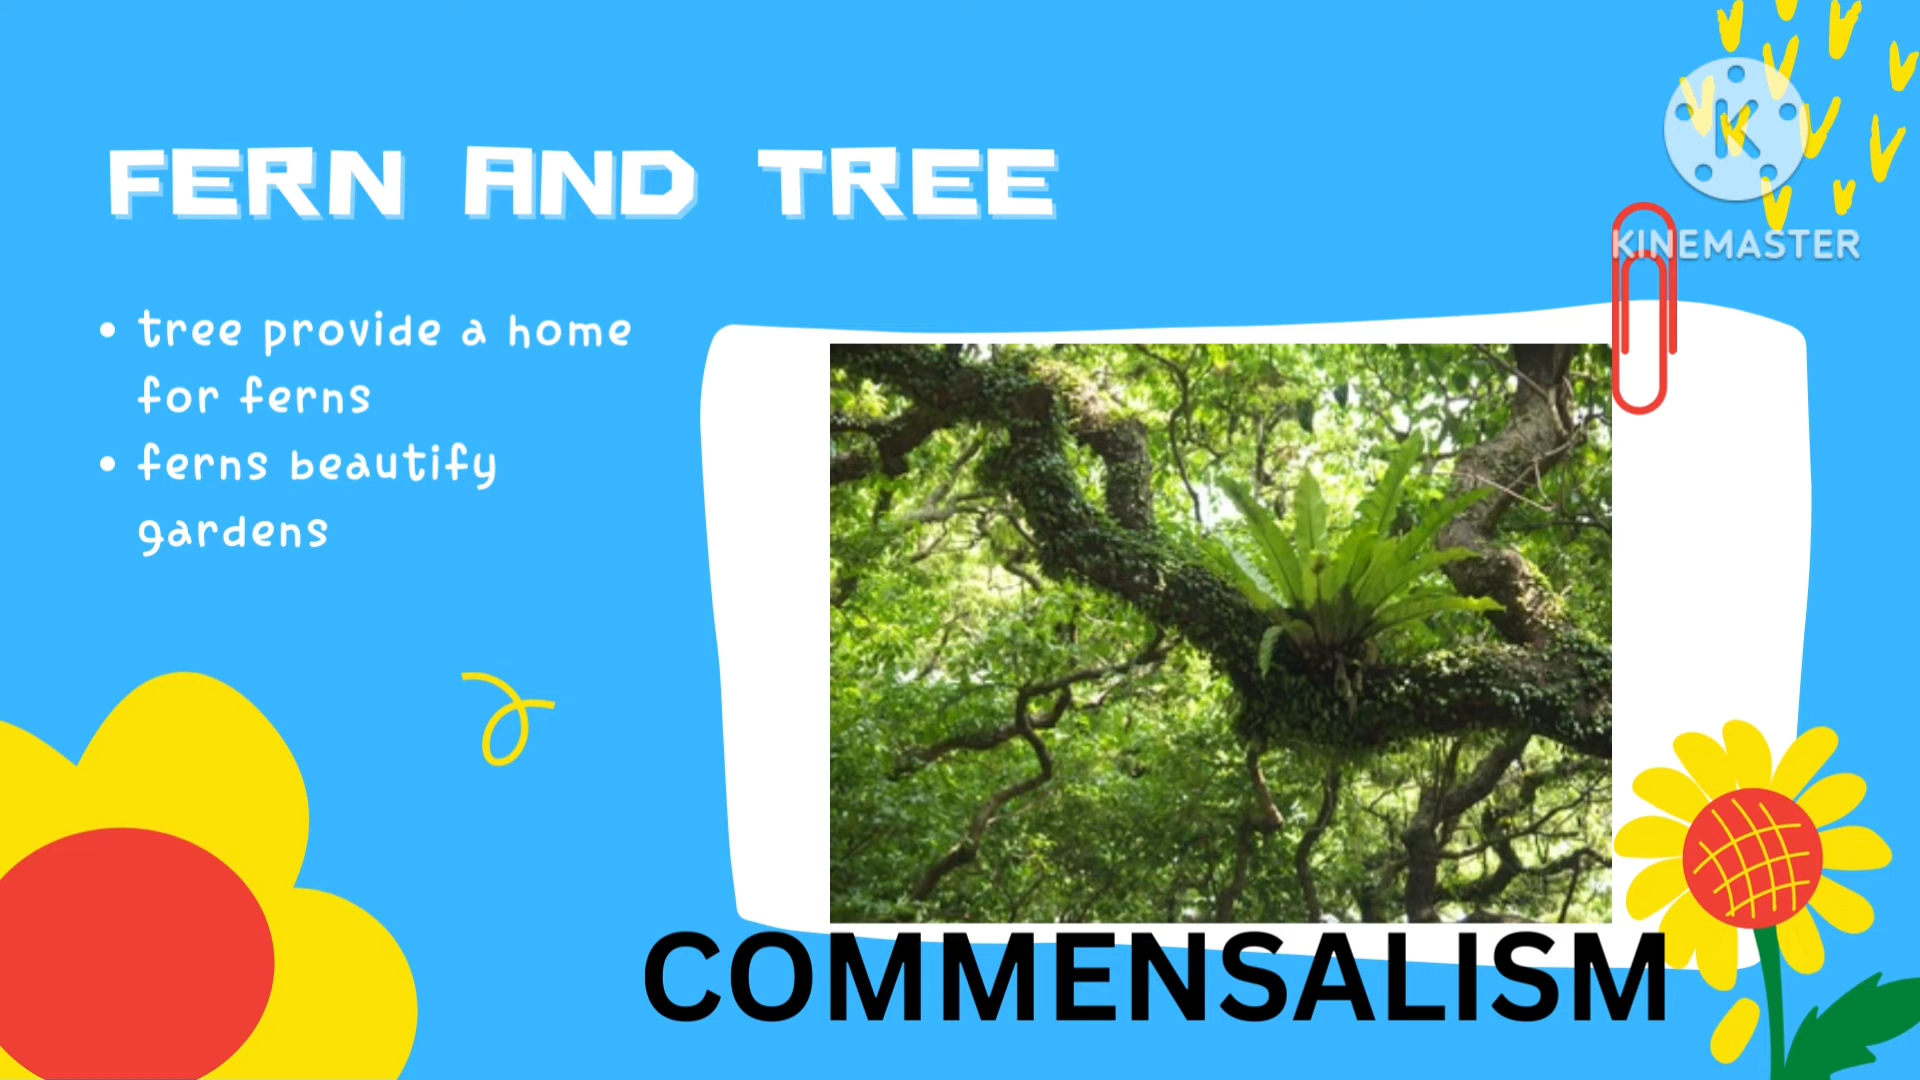 FERN AND TREE
K
KINEMASTER
• tree provide a home
for ferns
• ferns beautify
gardens
COMMENSALISM